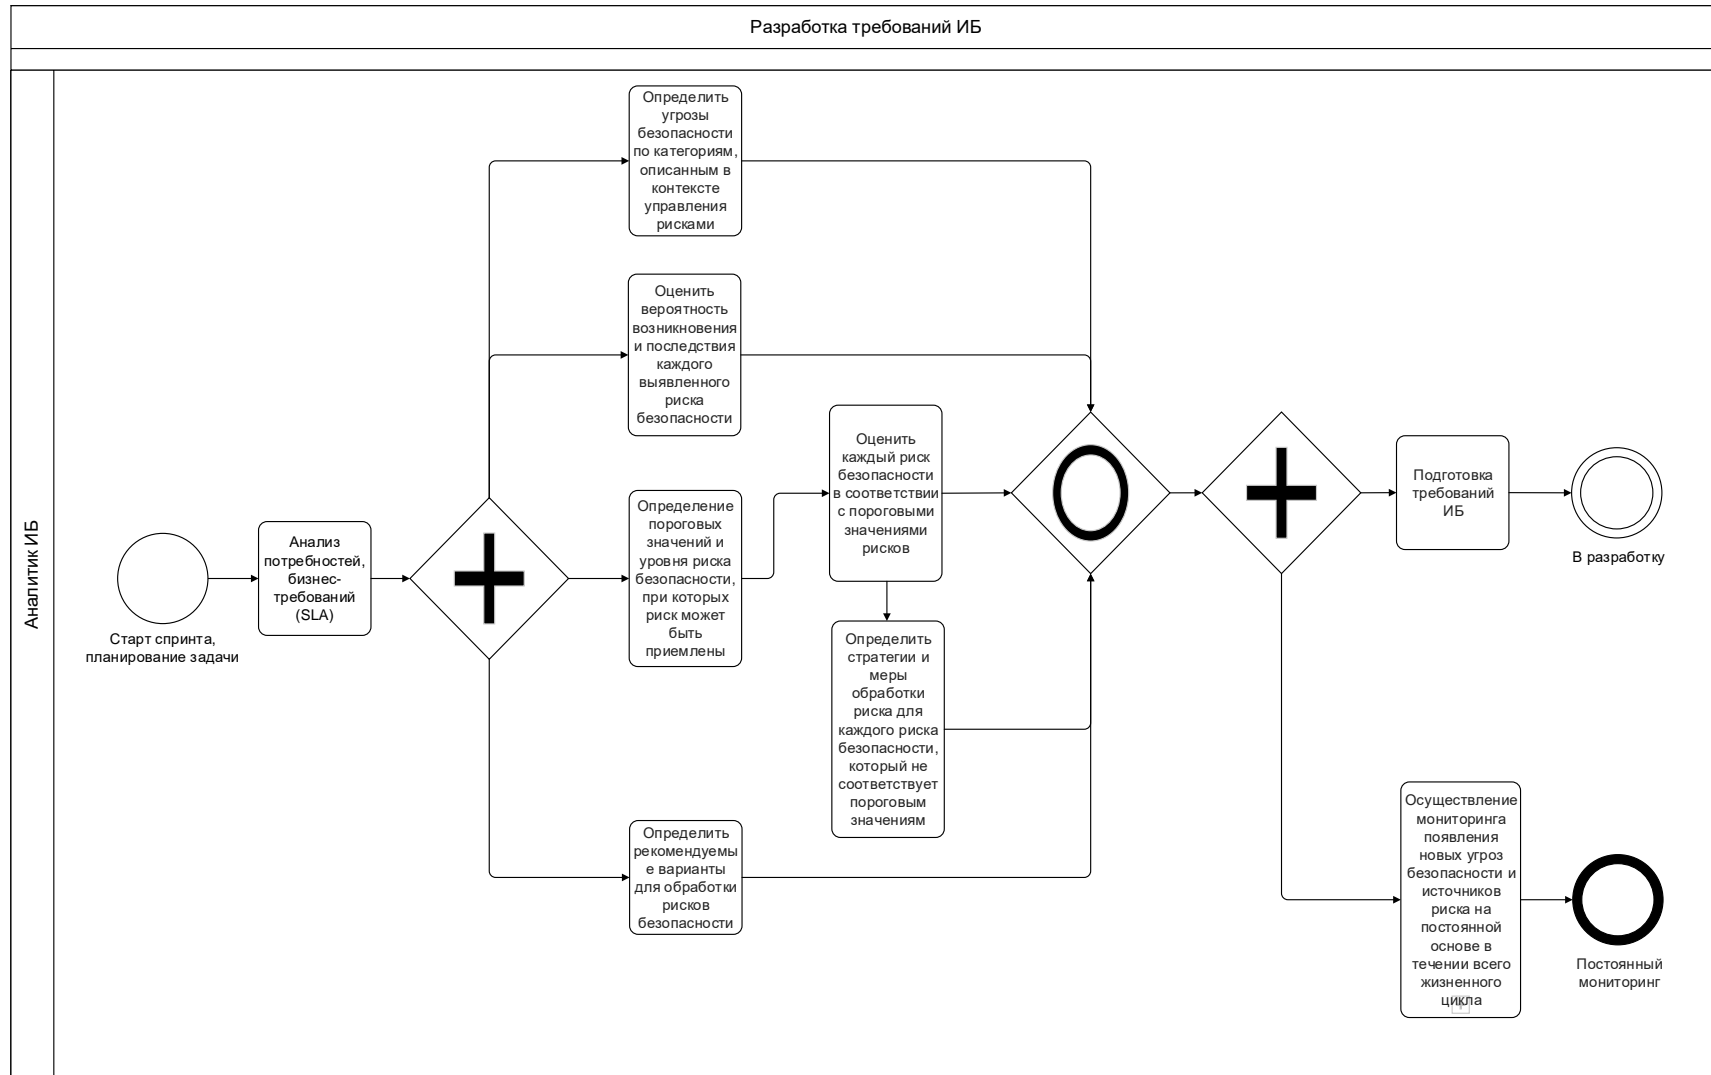 Разработка требований ИБ
Аналитик ИБ
Старт спринта,
планирование задачи
Анализ
потребностей,
бизнес-
требований
(SLA)
Определить
угрозы
безопасности
по категориям,
описанным в
контексте
управления
рисками
Оценить
вероятность
возникновения
и последствия
каждого
выявленного
риска
безопасности
Определение
пороговых
значений и
уровня риска
безопасности,
при которых
риск может
быть
приемлены
Определить
рекомендуемы
е варианты
для обработки
рисков
безопасности
Оценить
каждый риск
безопасности
в соответствии
с пороговыми
значениями
рисков
Определить
стратегии и
меры
обработки
риска для
каждого риска
безопасности,
который не
соответствует
пороговым
значениям
Подготовка
требований
ИБ
В разработку
Осуществление
мониторинга
появления
новых угроз
безопасности и
источников
риска на
постоянной
основе в
течении всего
жизненного
цикла
Постоянный
мониторинг